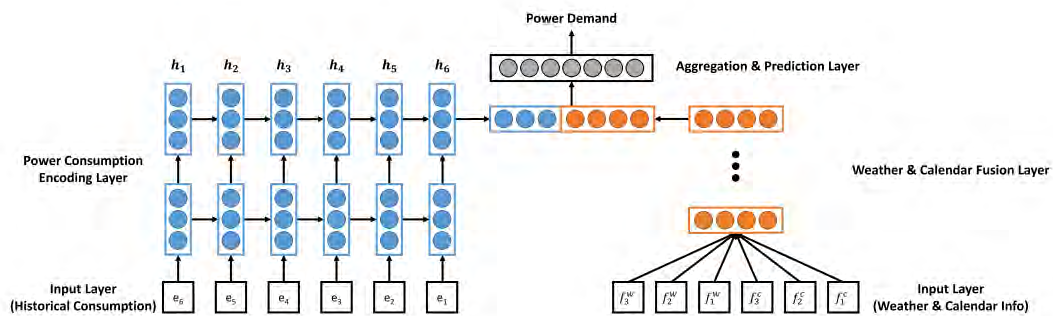 Power Demand
h₁ h₂ h₃ h₄ h₅ h₆
Aggregation & Prediction Layer
Power Consumption
Encoding Layer
Weather & Calendar Fusion Layer
Input Layer
(Historical Consumption)
e₆ e₅ e₄ e₃ e₂ e₁
f₃ʷ f₂ʷ f₁ʷ f₃ᶜ f₂ᶜ f₁ᶜ
Input Layer
(Weather & Calendar Info)